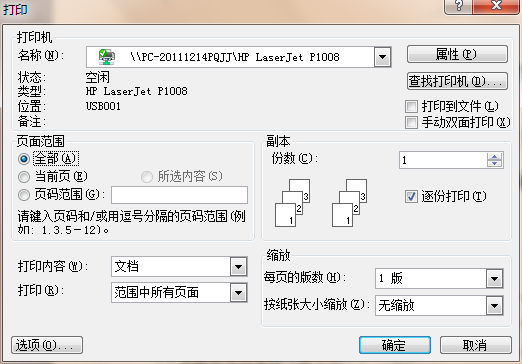 打印
打印机
名称(N): \\PC-20111214PQJJ\HP LaserJet P1008 属性(P)
状态: 空闲 查找打印机(D)...
类型: HP LaserJet P1008
位置: USB001 打印到文件(L)
备注: 手动双面打印(X)
页面范围
全部(A)
当前页(E) 所选内容(S)
页码范围(G):
请键入页码和/或用逗号分隔的页码范围(例
如: 1.3.5-12)。
副本
份数(C): 1
逐份打印(T)
1 2 3 1 2 3
打印内容(W): 文档
打印(R): 范围中所有页面
缩放
每页的版数(H): 1 版
按纸张大小缩放(Z): 无缩放
选项(O)... 确定 取消